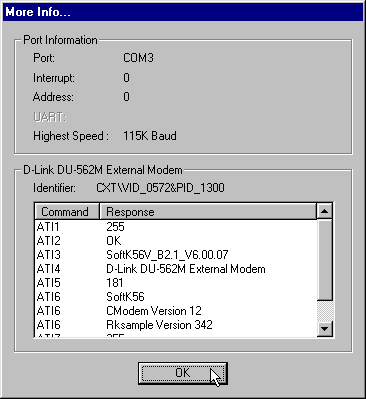 More Info...
Port Information
Port: COM3
Interrupt: 0
Address: 0
UART:
Highest Speed : 115K Baud
D-Link DU-562M External Modem
Identifier: CXT\VID_0572&PID_1300
Command Response
ATI1 255
ATI2 OK
ATI3 SoftK56V_B2.1_V6.00.07
ATI4 D-Link DU-562M External Modem
ATI5 181
ATI6 SoftK56
ATI6 CModem Version 12
ATI6 Rksample Version 342
ATI7 255
OK